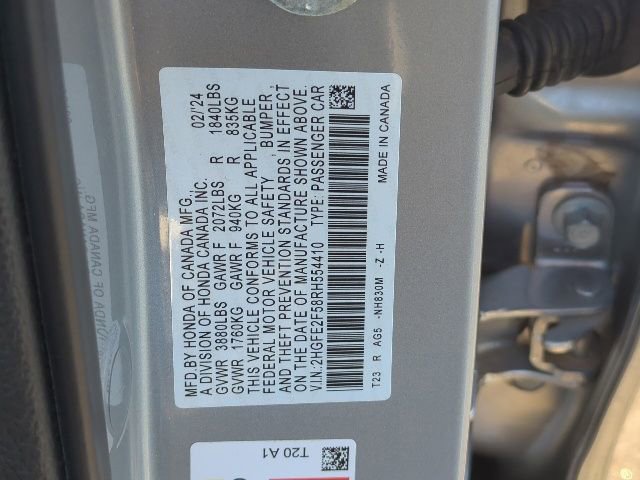 MFD. BY HONDA OF CANADA MFG. 02/'24
A DIVISION OF HONDA CANADA INC.
GVWR 3880LBS GAWR F 2072LBS R 1840LBS
GVWR 1760KG GAWR F 940KG R 835KG
THIS VEHICLE CONFORMS TO ALL APPLICABLE
FEDERAL MOTOR VEHICLE SAFETY, BUMPER,
AND THEFT PREVENTION STANDARDS IN EFFECT
ON THE DATE OF MANUFACTURE SHOWN ABOVE.
V.I.N.:2HGFE2F58RH554410 TYPE: PASSENGER CAR
T23 R AG5 -NH830M -Z -H
MADE IN CANADA
T20 A1